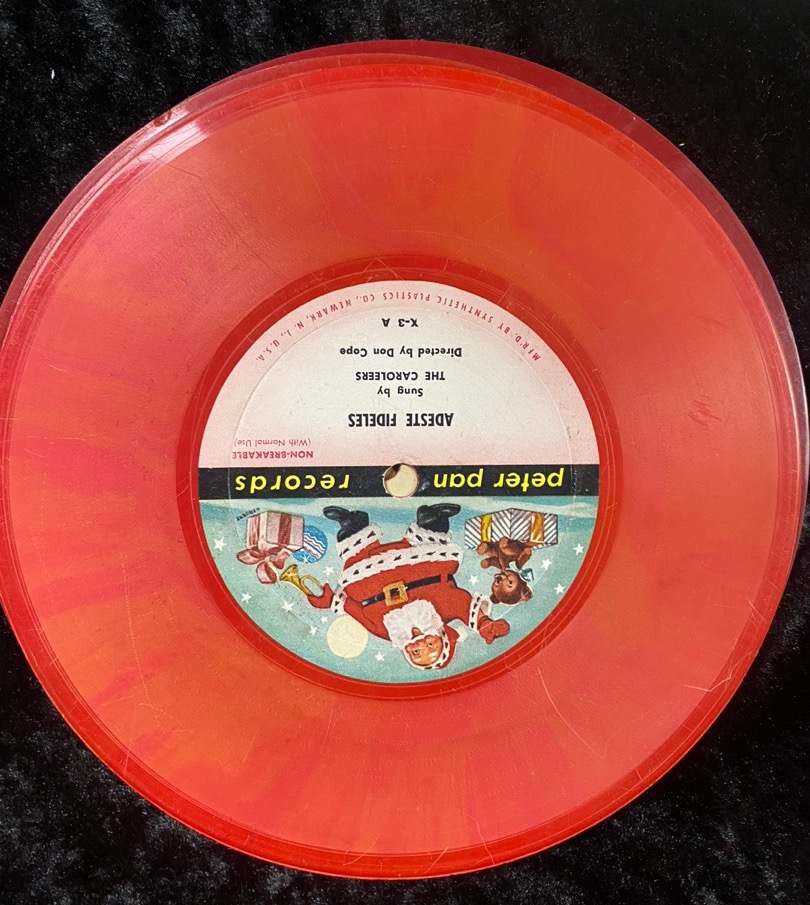 peter pan records
NON-BREAKABLE
(With Normal Use)
ADESTE FIDELES
Sung by
THE CAROLEERS
Directed by Don Cope
X-3 A
MFR'D. BY SYNTHETIC PLASTICS CO., NEWARK, N. J., U.S.A.